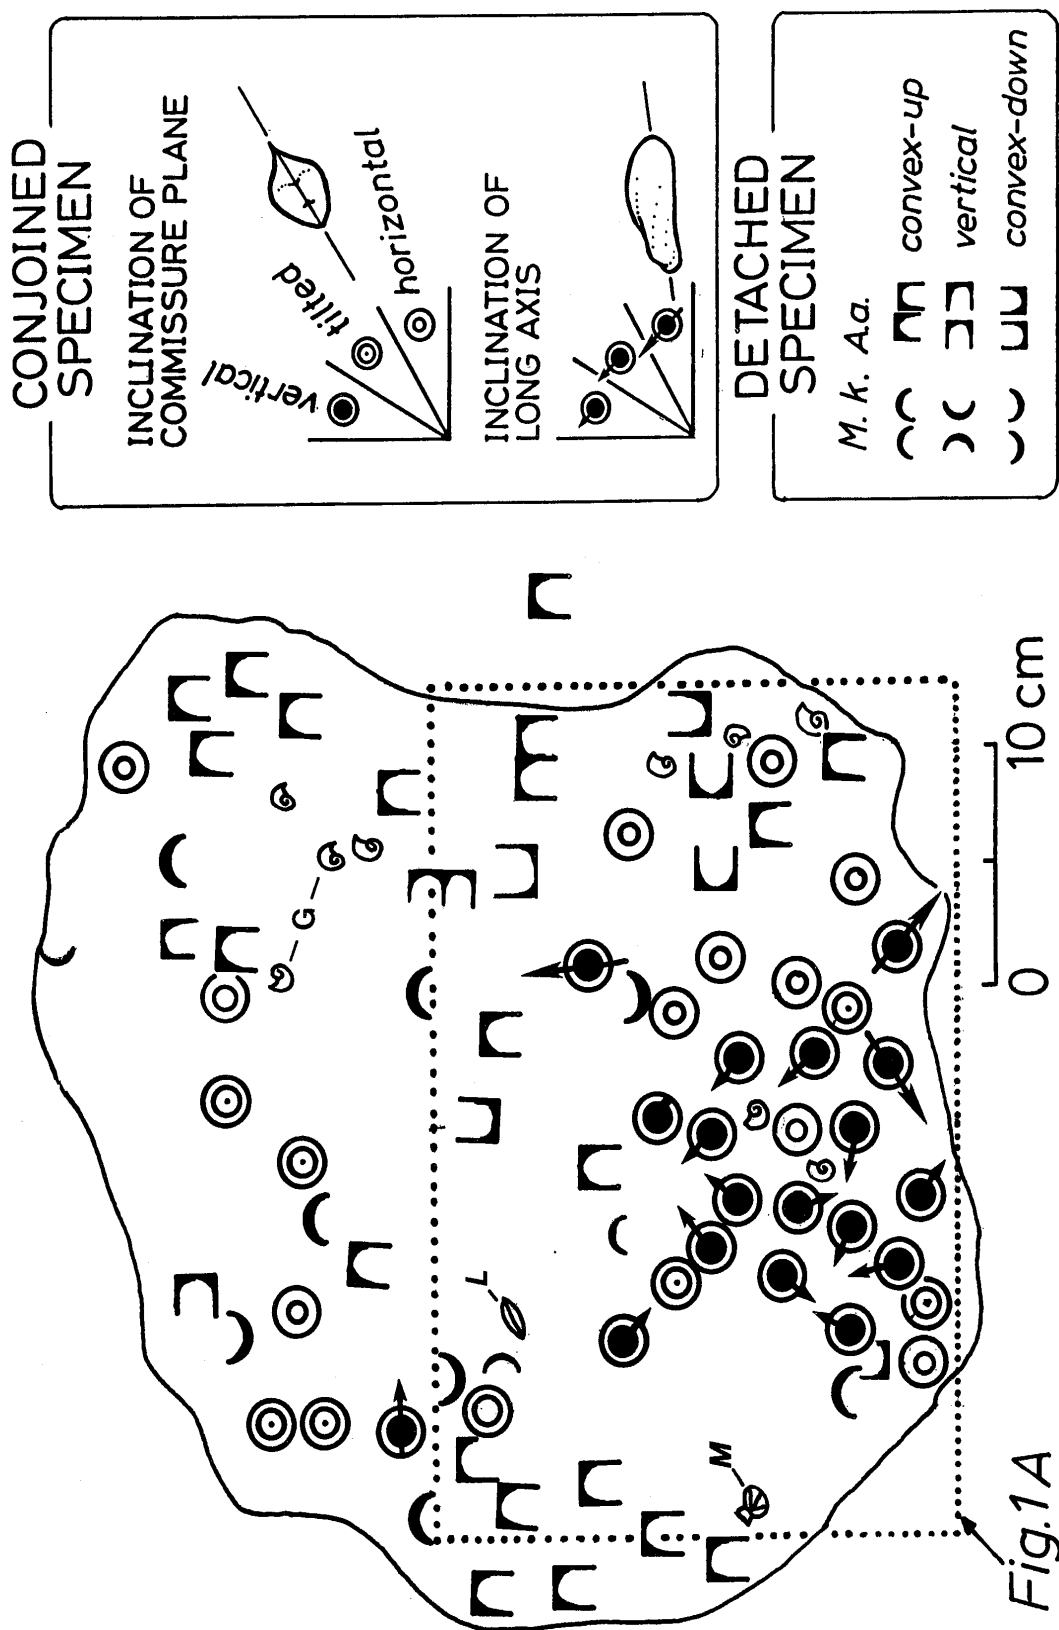 CONJOINED
SPECIMEN
INCLINATION OF
COMMISSURE PLANE
vertical
tilted
horizontal
INCLINATION OF
LONG AXIS
DETACHED
SPECIMEN
M. k. A.a.
convex-up
vertical
convex-down
G
L
M
0 10 cm
Fig.1A